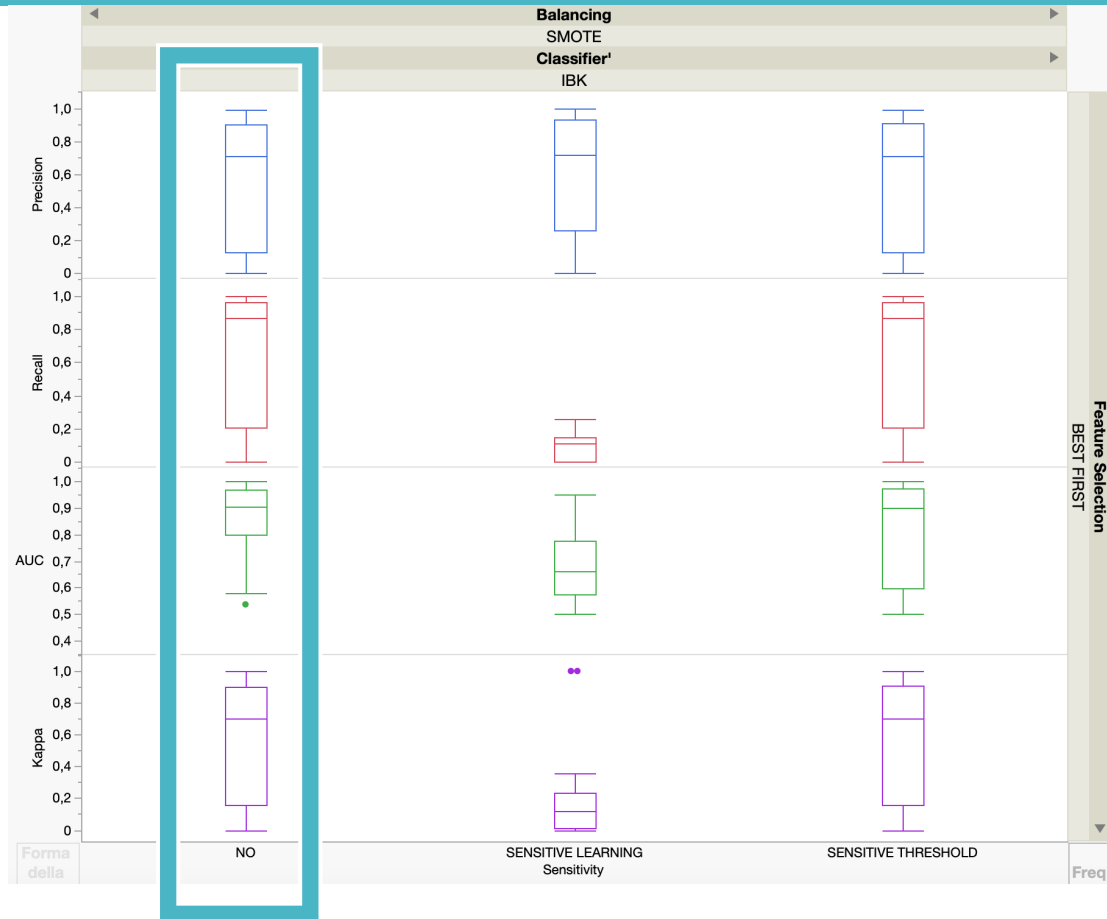 Balancing
SMOTE
Classifier'
IBK
Precision
1,0
0,8
0,6
0,4
0,2
0
Recall
1,0
0,8
0,6
0,4
0,2
0
AUC
1,0
0,9
0,8
0,7
0,6
0,5
0,4
Kappa
1,0
0,8
0,6
0,4
0,2
0
Feature Selection
BEST FIRST
NO
SENSITIVE LEARNING
SENSITIVE THRESHOLD
Sensitivity
Forma
della
Freq